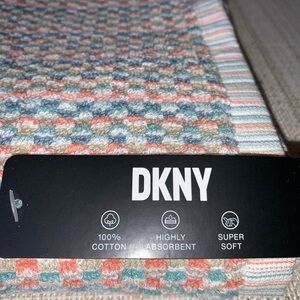 DKNY
100% COTTON
HIGHLY ABSORBENT
SUPER SOFT